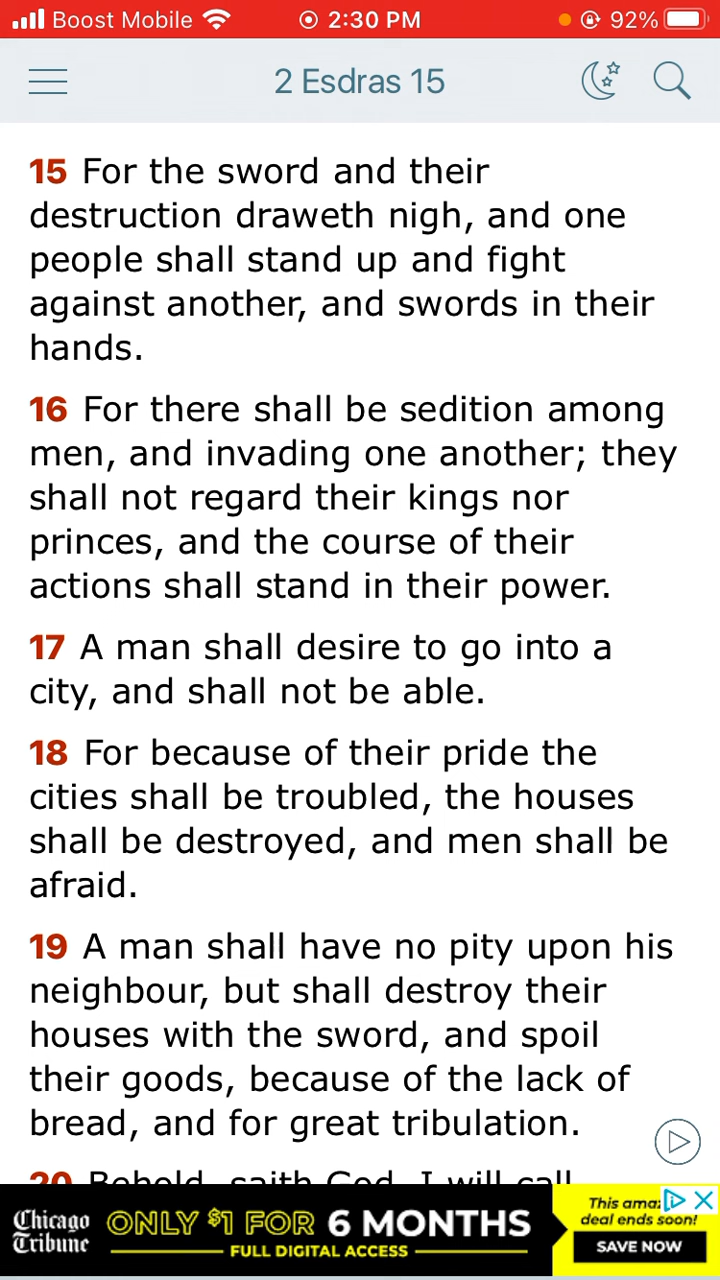 Boost Mobile 2:30 PM 92%
2 Esdras 15
15 For the sword and their
destruction draweth nigh, and one
people shall stand up and fight
against another, and swords in their
hands.
16 For there shall be sedition among
men, and invading one another; they
shall not regard their kings nor
princes, and the course of their
actions shall stand in their power.
17 A man shall desire to go into a
city, and shall not be able.
18 For because of their pride the
cities shall be troubled, the houses
shall be destroyed, and men shall be
afraid.
19 A man shall have no pity upon his
neighbour, but shall destroy their
houses with the sword, and spoil
their goods, because of the lack of
bread, and for great tribulation.
20 Behold, saith God, I will call
Chicago
Tribune
ONLY $1 FOR 6 MONTHS
FULL DIGITAL ACCESS
This
deal ends soon!
SAVE NOW